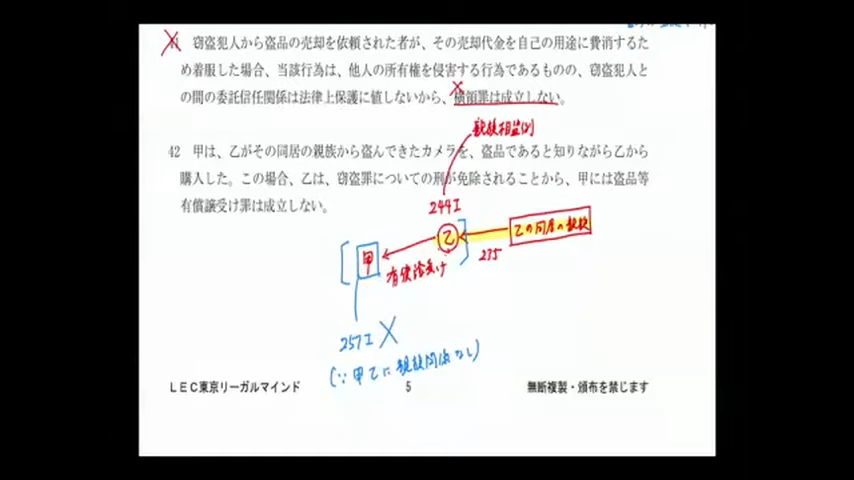 41 窃盗犯人から盗品の売却を依頼された者が、その売却代金を自己の用途に費消するた
め着服した場合、当該行為は、他人の所有権を侵害する行為であるものの、窃盗犯人と
の間の委託信任関係は法律上保護に値しないから、横領罪は成立しない。
親族相盗例
42 甲は、乙がその同居の親族から盗んできたカメラを、盗品であると知りながら乙から
購入した。この場合、乙は、窃盗罪についての刑が免除されることから、甲には盗品等
有償譲受け罪は成立しない。
244I
乙 乙の同居の親族
甲 有償譲受け 235
257I
(∵甲乙に親族関係なし)
LEC東京リーガルマインド 5 無断複製・頒布を禁じます